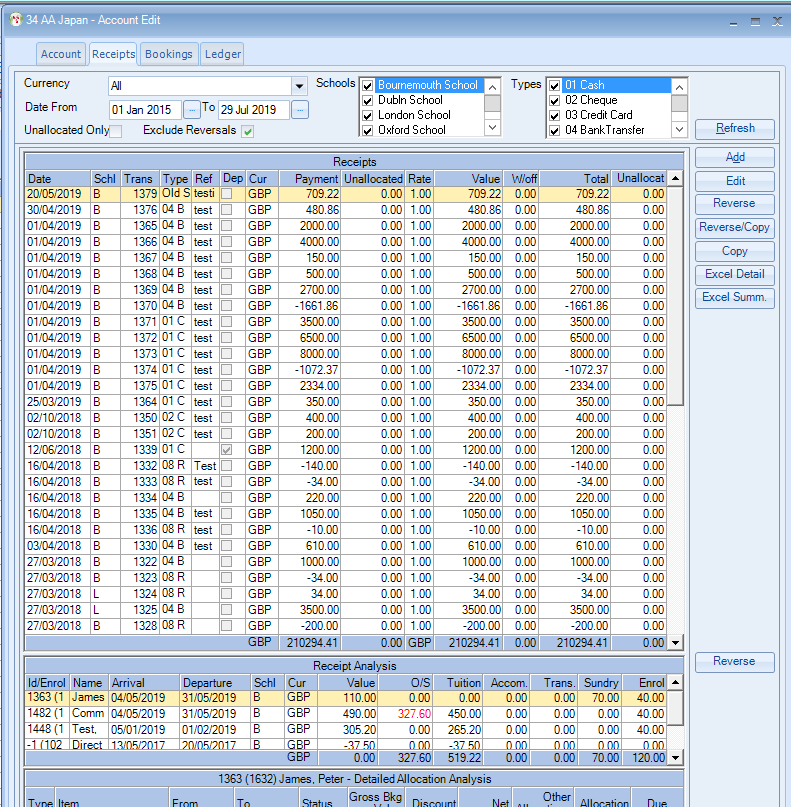 34 AA Japan - Account Edit
Account Receipts Bookings Ledger
Currency All Schools Bournemouth School Types 01 Cash
Dubln School 02 Cheque
Date From 01 Jan 2015 ... To 29 Jul 2019 ... London School 03 Credit Card
Unallocated Only Exclude Reversals Oxford School 04 BankTransfer
Refresh
Add
Edit
Reverse
Reverse/Copy
Copy
Excel Detail
Excel Summ.
Receipts
Date Schl Trans Type Ref Dep Cur Payment Unallocated Rate Value W/off Total Unallocat
20/05/2019 B 1379 Old S testi GBP 709.22 0.00 1.00 709.22 0.00 709.22 0.00
30/04/2019 B 1376 04 B test GBP 480.86 0.00 1.00 480.86 0.00 480.86 0.00
01/04/2019 B 1365 04 B test GBP 2000.00 0.00 1.00 2000.00 0.00 2000.00 0.00
01/04/2019 B 1366 04 B test GBP 4000.00 0.00 1.00 4000.00 0.00 4000.00 0.00
01/04/2019 B 1367 04 B test GBP 150.00 0.00 1.00 150.00 0.00 150.00 0.00
01/04/2019 B 1368 04 B test GBP 500.00 0.00 1.00 500.00 0.00 500.00 0.00
01/04/2019 B 1369 04 B test GBP 2700.00 0.00 1.00 2700.00 0.00 2700.00 0.00
01/04/2019 B 1370 04 B test GBP -1661.86 0.00 1.00 -1661.86 0.00 -1661.86 0.00
01/04/2019 B 1371 01 C test GBP 3500.00 0.00 1.00 3500.00 0.00 3500.00 0.00
01/04/2019 B 1372 01 C test GBP 6500.00 0.00 1.00 6500.00 0.00 6500.00 0.00
01/04/2019 B 1373 01 C test GBP 8000.00 0.00 1.00 8000.00 0.00 8000.00 0.00
01/04/2019 B 1374 01 C test GBP -1072.37 0.00 1.00 -1072.37 0.00 -1072.37 0.00
01/04/2019 B 1375 01 C test GBP 2334.00 0.00 1.00 2334.00 0.00 2334.00 0.00
25/03/2019 B 1364 01 C test GBP 350.00 0.00 1.00 350.00 0.00 350.00 0.00
02/10/2018 B 1350 02 C test GBP 400.00 0.00 1.00 400.00 0.00 400.00 0.00
02/10/2018 B 1351 02 C test GBP 200.00 0.00 1.00 200.00 0.00 200.00 0.00
12/06/2018 B 1339 01 C GBP 1200.00 0.00 1.00 1200.00 0.00 1200.00 0.00
16/04/2018 B 1332 08 R Test GBP -140.00 0.00 1.00 -140.00 0.00 -140.00 0.00
16/04/2018 B 1333 08 R test GBP -34.00 0.00 1.00 -34.00 0.00 -34.00 0.00
16/04/2018 B 1334 04 B GBP 220.00 0.00 1.00 220.00 0.00 220.00 0.00
16/04/2018 B 1335 04 B test GBP 1050.00 0.00 1.00 1050.00 0.00 1050.00 0.00
16/04/2018 B 1336 08 R test GBP -10.00 0.00 1.00 -10.00 0.00 -10.00 0.00
03/04/2018 B 1330 04 B test GBP 610.00 0.00 1.00 610.00 0.00 610.00 0.00
27/03/2018 B 1322 04 B GBP 1000.00 0.00 1.00 1000.00 0.00 1000.00 0.00
27/03/2018 B 1323 08 R GBP -34.00 0.00 1.00 -34.00 0.00 -34.00 0.00
27/03/2018 L 1324 08 R GBP 34.00 0.00 1.00 34.00 0.00 34.00 0.00
27/03/2018 L 1325 04 B GBP 3500.00 0.00 1.00 3500.00 0.00 3500.00 0.00
27/03/2018 B 1328 08 R GBP -200.00 0.00 1.00 -200.00 0.00 -200.00 0.00
GBP 210294.41 0.00 GBP 210294.41 0.00 210294.41 0.00
Receipt Analysis
Reverse
Id/Enrol Name Arrival Departure Schl Cur Value O/S Tuition Accom. Trans. Sundry Enrol
1363 (1 James 04/05/2019 31/05/2019 B GBP 110.00 0.00 0.00 0.00 0.00 70.00 40.00
1482 (1 Comm 04/05/2019 31/05/2019 B GBP 490.00 327.60 450.00 0.00 0.00 0.00 40.00
1448 (1 Test, 05/01/2019 01/02/2019 B GBP 305.20 0.00 265.20 0.00 0.00 0.00 40.00
-1 (102 Direct 13/05/2017 20/05/2017 B GBP -37.50 0.00 -37.50 0.00 0.00 0.00 0.00
GBP 0.00 327.60 519.22 0.00 0.00 70.00 120.00
1363 (1632) James, Peter - Detailed Allocation Analysis
Type Item From To Status Gross Bkg Discount Net Other Allocation Due